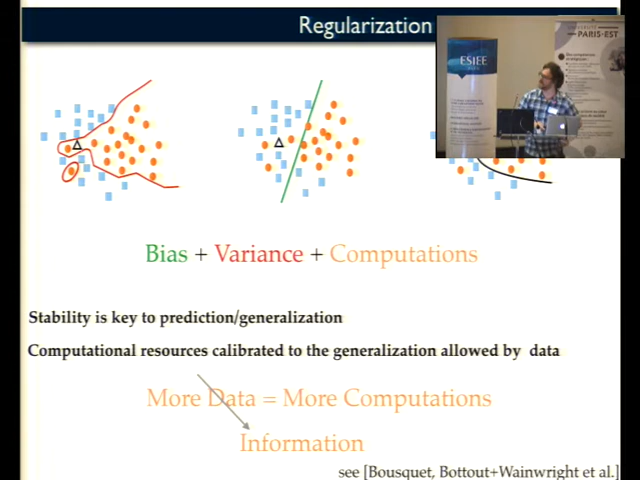 Regularization
ESIEE
PARIS-EST
Bias + Variance + Computations
Stability is key to prediction/generalization
Computational resources calibrated to the generalization allowed by data
More Data = More Computations
Information
see [Bousquet, Bottout+Wainwright et al.]